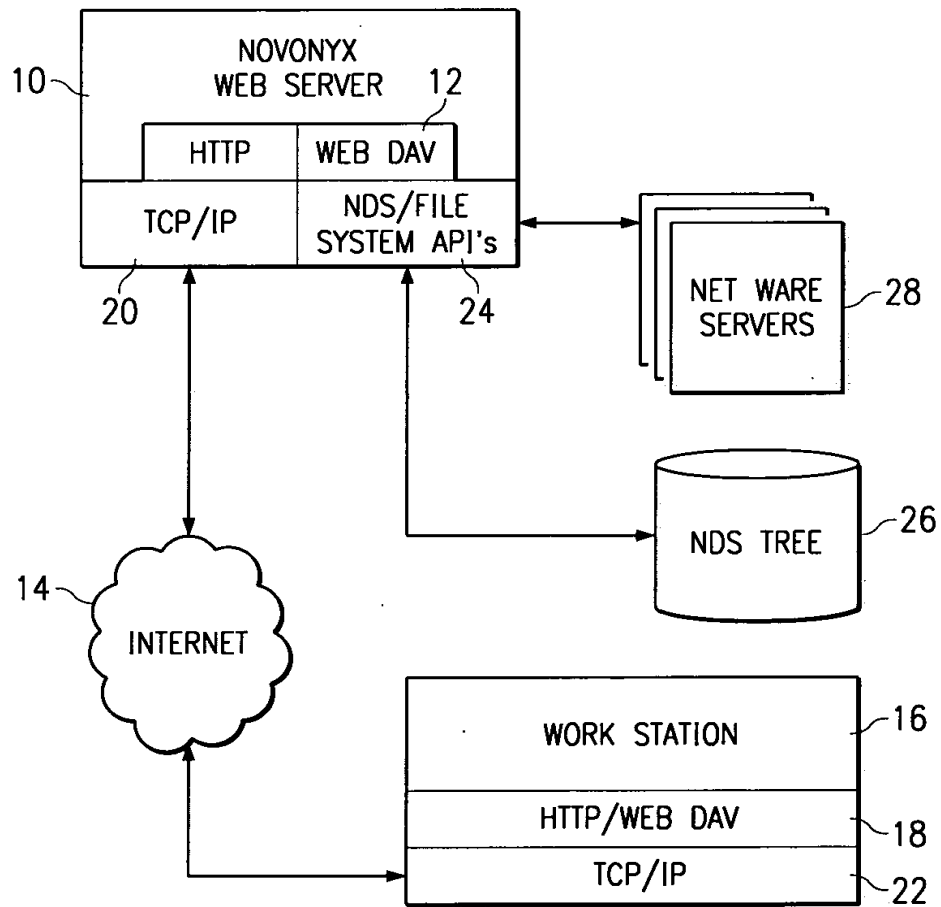 NOVONYX
WEB SERVER
10
12
HTTP
WEB DAV
TCP/IP
NDS/FILE
SYSTEM API's
20
24
NET WARE
SERVERS
28
NDS TREE
26
14
INTERNET
WORK STATION
16
HTTP/WEB DAV
18
TCP/IP
22